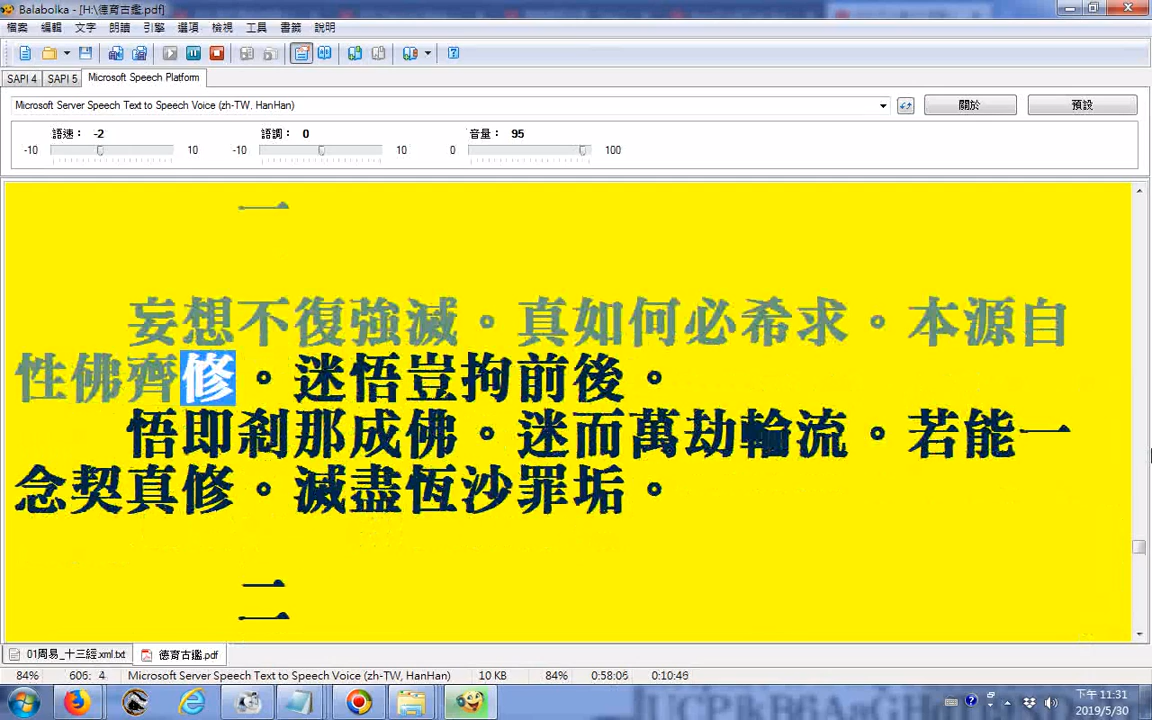 Balabolka - [H:\德育古鑑.pdf]
檔案 編輯 文字 朗讀 引擎 選項 檢視 工具 書籤 說明
SAPI 4 SAPI 5 Microsoft Speech Platform
Microsoft Server Speech Text to Speech Voice (zh-TW, HanHan) 關於 預設
語速： -2 語調： 0 音量： 95
-10 10 -10 10 0 100
一
妄想不復強滅。真如何必希求。本源自
性佛齊修。迷悟豈拘前後。
悟即剎那成佛。迷而萬劫輪流。若能一
念契真修。滅盡恆沙罪垢。
二
01周易_十三經.xml.txt 德育古鑑.pdf
84% 606: 4 Microsoft Server Speech Text to Speech Voice (zh-TW, HanHan) 10 KB 84% 0:58:06 0:10:46
下午 11:31
2019/5/30